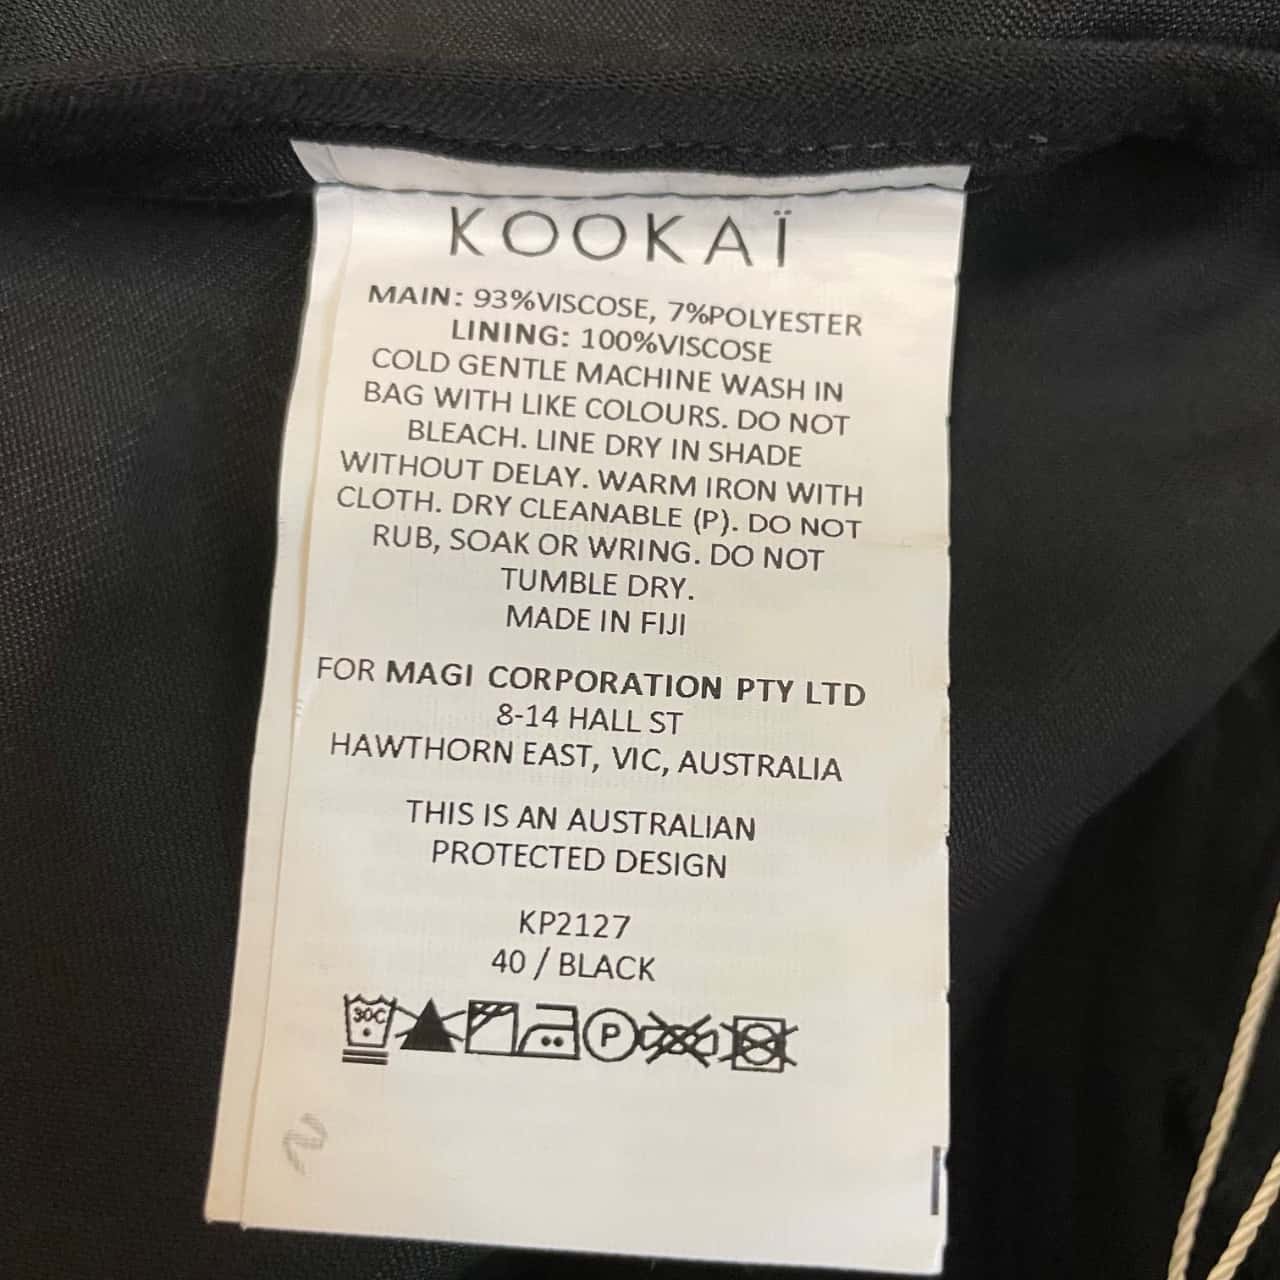 KOOKAÏ
MAIN: 93%VISCOSE, 7%POLYESTER
LINING: 100%VISCOSE
COLD GENTLE MACHINE WASH IN
BAG WITH LIKE COLOURS. DO NOT
BLEACH. LINE DRY IN SHADE
WITHOUT DELAY. WARM IRON WITH
CLOTH. DRY CLEANABLE (P). DO NOT
RUB, SOAK OR WRING. DO NOT
TUMBLE DRY.
MADE IN FIJI
FOR MAGI CORPORATION PTY LTD
8-14 HALL ST
HAWTHORN EAST, VIC, AUSTRALIA
THIS IS AN AUSTRALIAN
PROTECTED DESIGN
KP2127
40 / BLACK
30C P